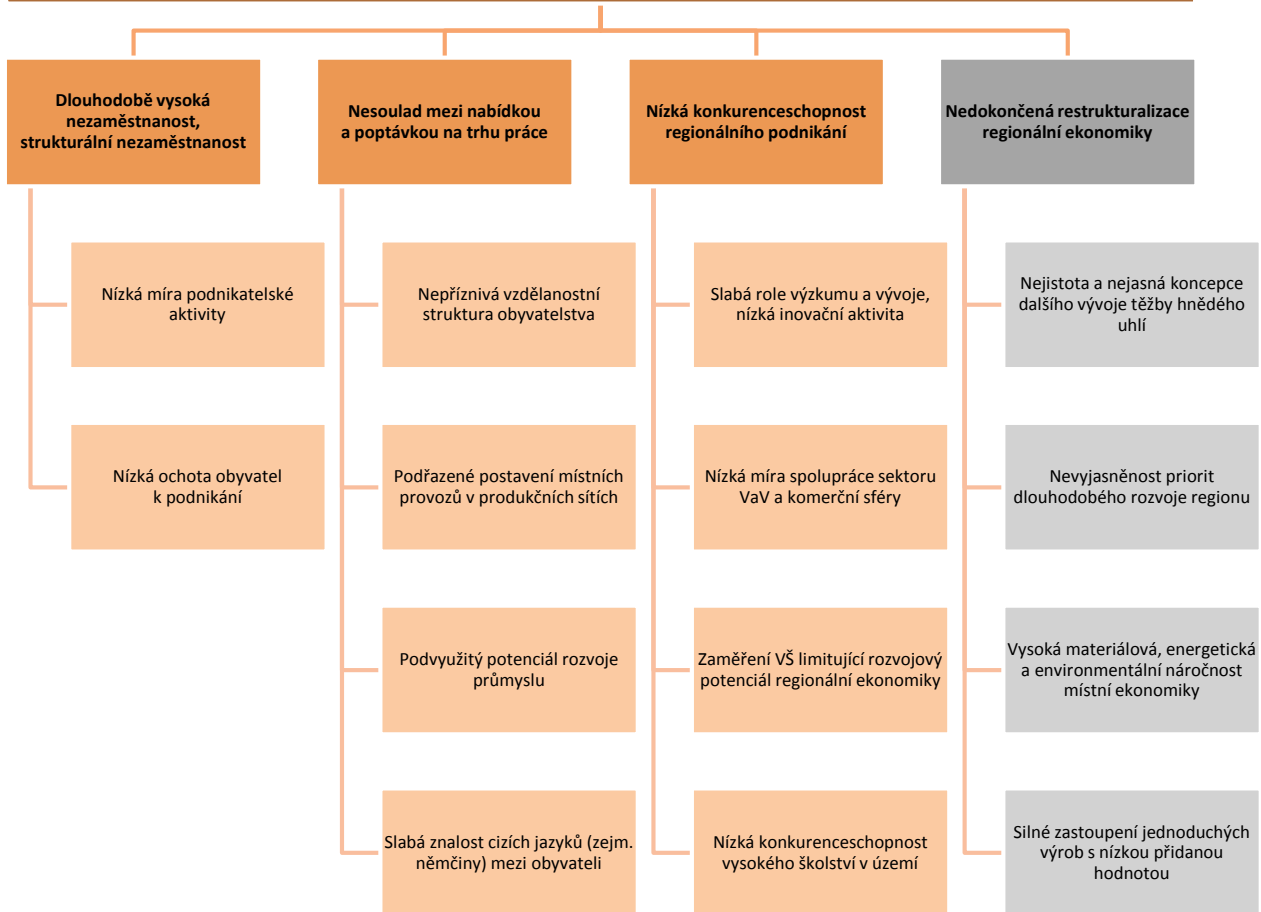 Dlouhodobě vysoká
nezaměstnanost,
strukturální nezaměstnanost
Nízká míra podnikatelské
aktivity
Nízká ochota obyvatel
k podnikání
Nesoulad mezi nabídkou
a poptávkou na trhu práce
Nepříznivá vzdělanostní
struktura obyvatelstva
Podřazené postavení místních
provozů v produkčních sítích
Podvyužitý potenciál rozvoje
průmyslu
Slabá znalost cizích jazyků (zejm.
němčiny) mezi obyvateli
Nízká konkurenceschopnost
regionálního podnikání
Slabá role výzkumu a vývoje,
nízká inovační aktivita
Nízká míra spolupráce sektoru
VaV a komerční sféry
Zaměření VŠ limitující rozvojový
potenciál regionální ekonomiky
Nízká konkurenceschopnost
vysokého školství v území
Nedokončená restrukturalizace
regionální ekonomiky
Nejistota a nejasná koncepce
dalšího vývoje těžby hnědého
uhlí
Nevyjasněnost priorit
dlouhodobého rozvoje regionu
Vysoká materiálová, energetická
a environmentální náročnost
místní ekonomiky
Silné zastoupení jednoduchých
výrob s nízkou přidanou
hodnotou